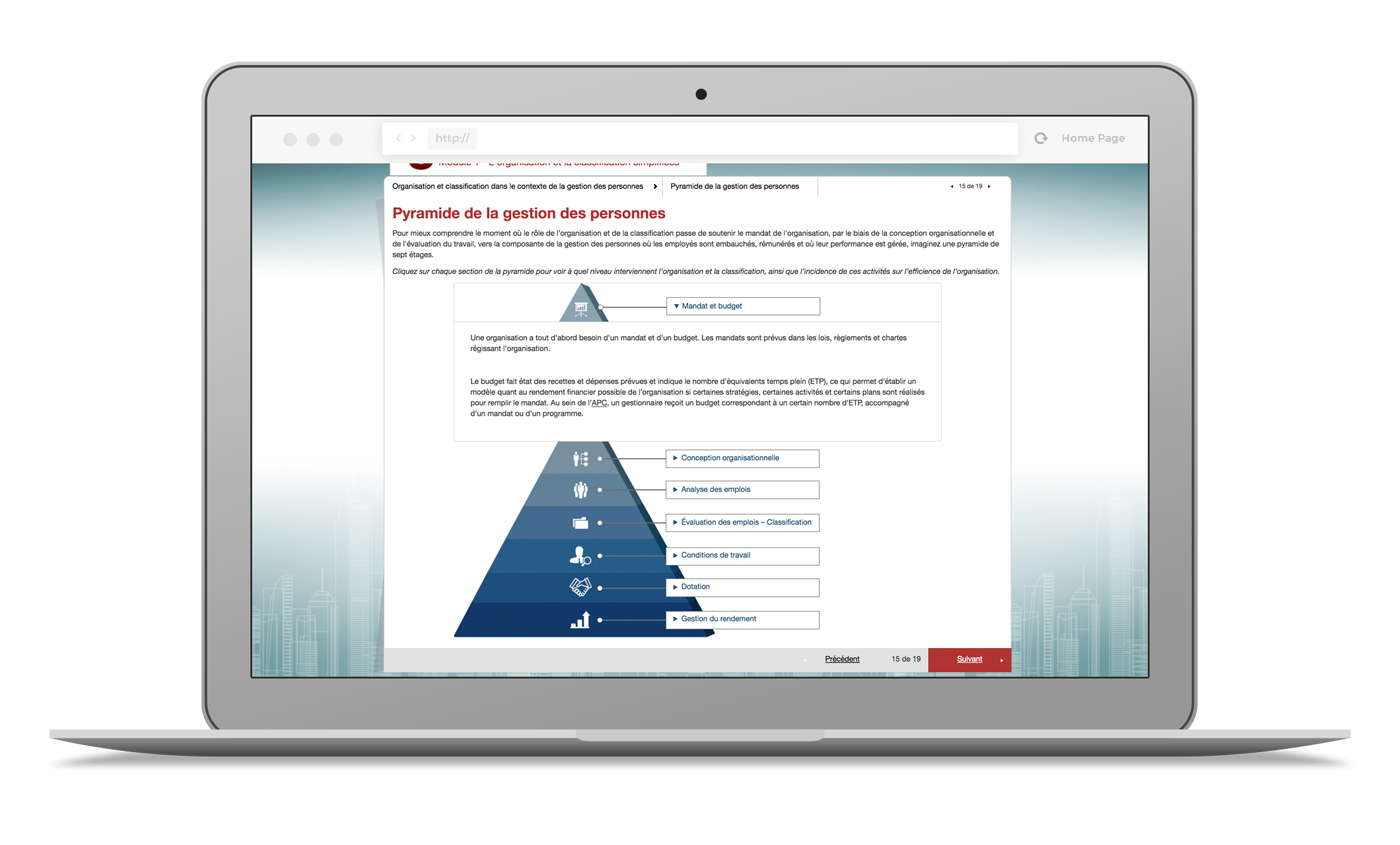 http://
Home Page
Module 1 - L'organisation et la classification simplifiées
Organisation et classification dans le contexte de la gestion des personnes
Pyramide de la gestion des personnes
15 de 19
Pyramide de la gestion des personnes
Pour mieux comprendre le moment où le rôle de l'organisation et de la classification passe de soutenir le mandat de l'organisation, par le biais de la conception organisationnelle et
de l'évaluation du travail, vers la composante de la gestion des personnes où les employés sont embauchés, rémunérés et où leur performance est gérée, imaginez une pyramide de
sept étages.
Cliquez sur chaque section de la pyramide pour voir à quel niveau interviennent l'organisation et la classification, ainsi que l'incidence de ces activités sur l'efficience de l'organisation.
Mandat et budget
Une organisation a tout d'abord besoin d'un mandat et d'un budget. Les mandats sont prévus dans les lois, règlements et chartes
régissant l'organisation.
Le budget fait état des recettes et dépenses prévues et indique le nombre d'équivalents temps plein (ETP), ce qui permet d'établir un
modèle quant au rendement financier possible de l'organisation si certaines stratégies, certaines activités et certains plans sont réalisés
pour remplir le mandat. Au sein de l'APC, un gestionnaire reçoit un budget correspondant à un certain nombre d'ETP, accompagné
d'un mandat ou d'un programme.
Conception organisationnelle
Analyse des emplois
Évaluation des emplois – Classification
Conditions de travail
Dotation
Gestion du rendement
Précédent
15 de 19
Suivant